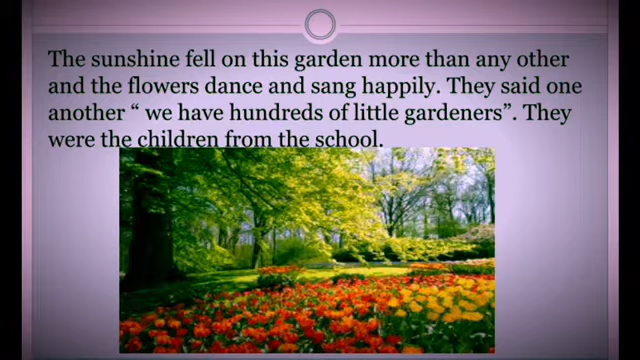 The sunshine fell on this garden more than any other
and the flowers dance and sang happily. They said one
another “ we have hundreds of little gardeners”. They
were the children from the school.